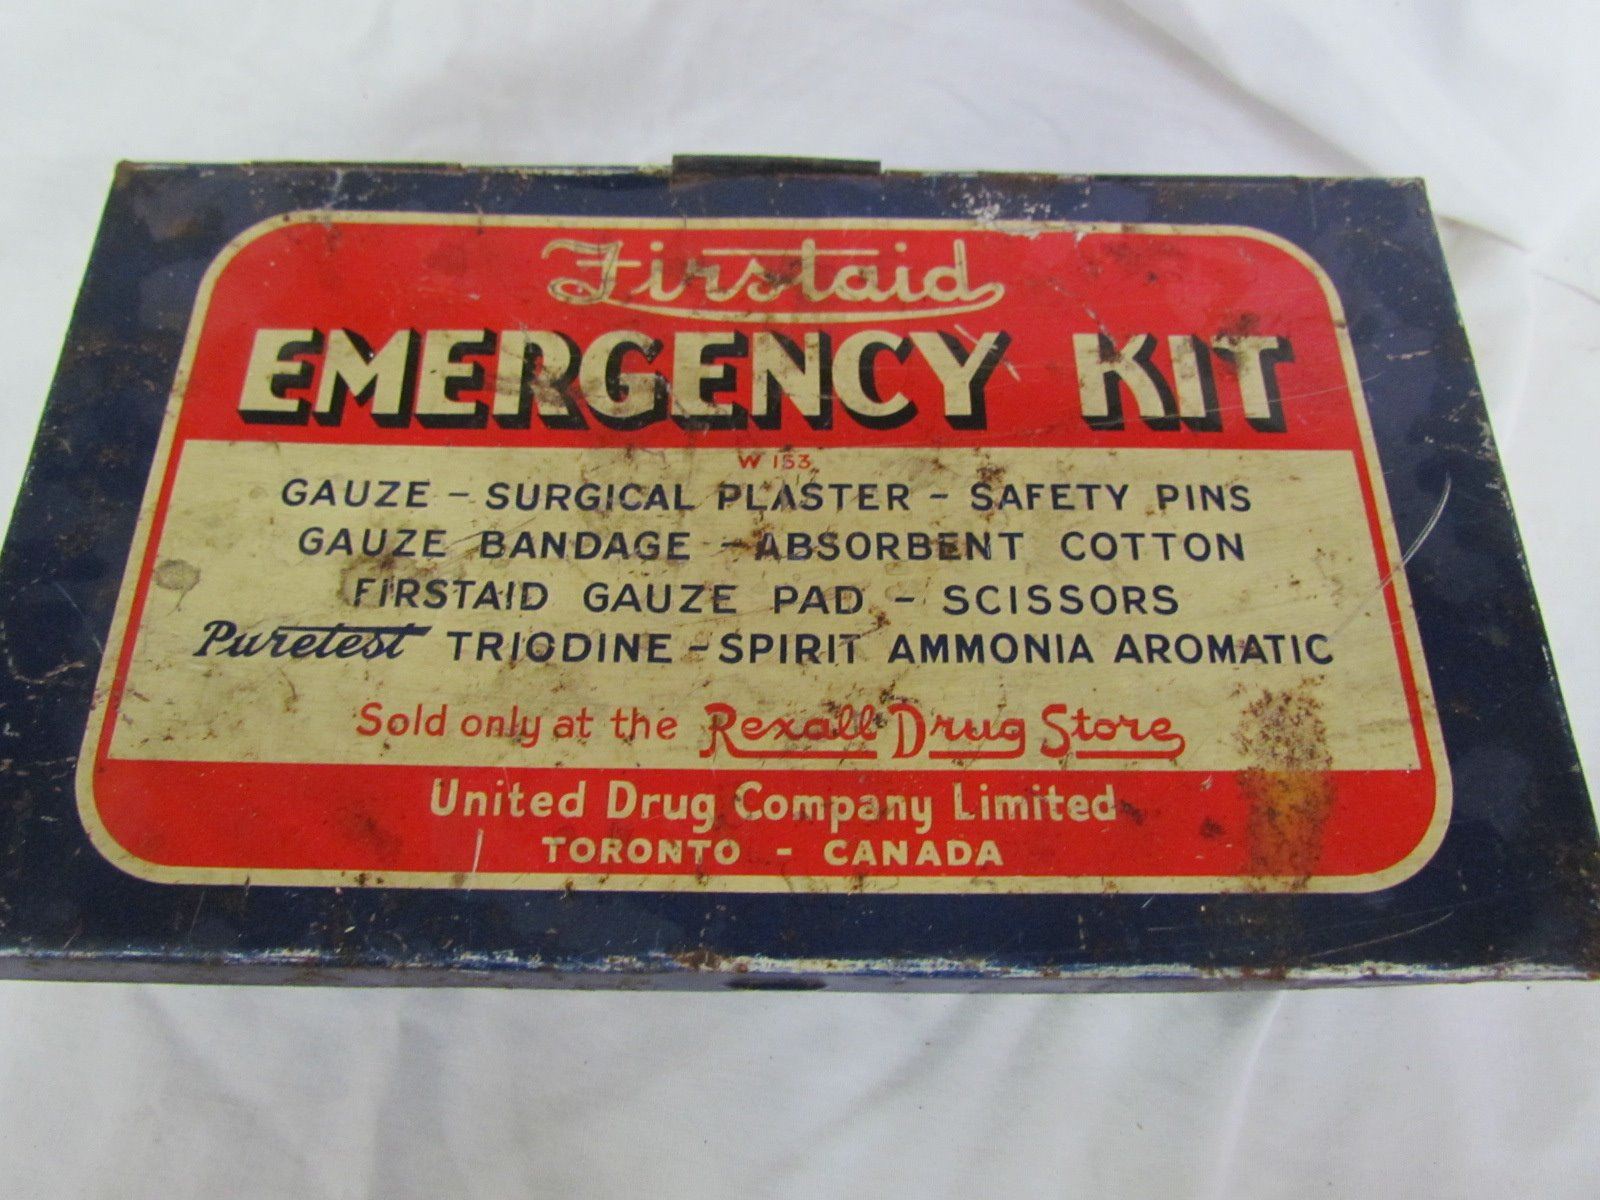 Firstaid
EMERGENCY KIT
W 153
GAUZE - SURGICAL PLASTER - SAFETY PINS
GAUZE BANDAGE - ABSORBENT COTTON
FIRSTAID GAUZE PAD - SCISSORS
Puretest TRIODINE - SPIRIT AMMONIA AROMATIC
Sold only at the Rexall Drug Store
United Drug Company Limited
TORONTO - CANADA